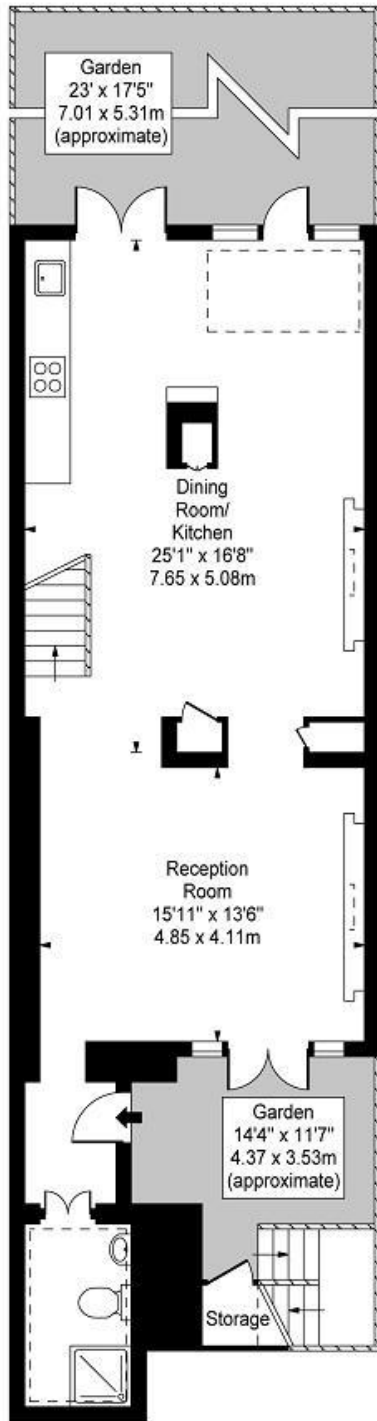 Garden
23' x 17'5"
7.01 x 5.31m
(approximate)
Dining
Room/
Kitchen
25'1" x 16'8"
7.65 x 5.08m
Reception
Room
15'11" x 13'6"
4.85 x 4.11m
Garden
14'4" x 11'7"
4.37 x 3.53m
(approximate)
Storage